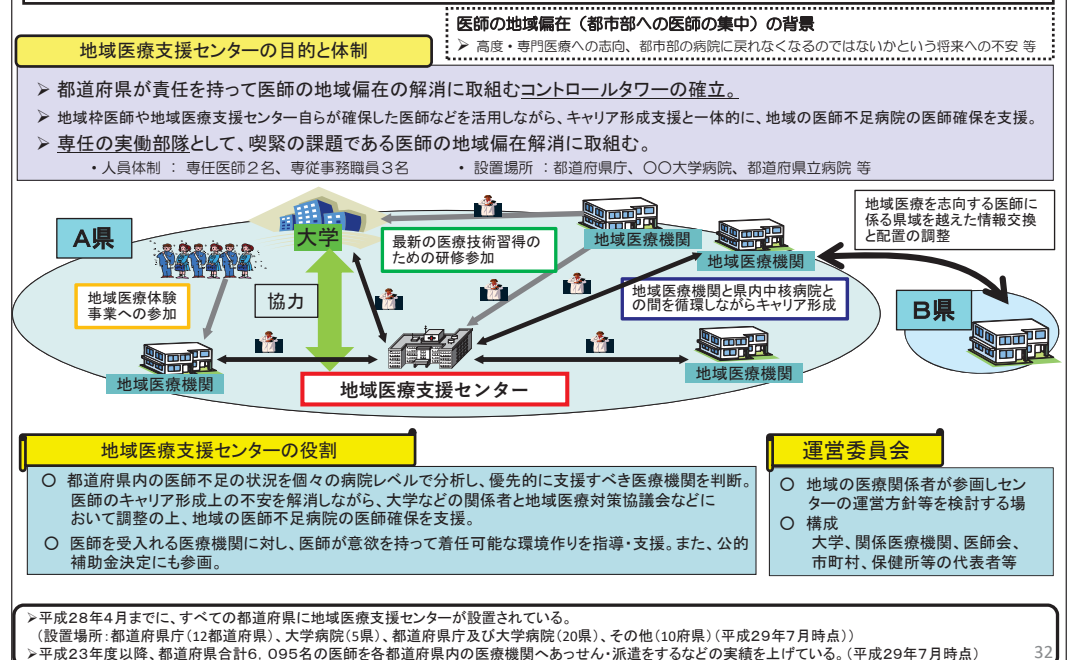 医師の地域偏在（都市部への医師の集中）の背景
➢ 高度・専門医療への志向、都市部の病院に戻れなくなるのではないかという将来への不安 等
地域医療支援センターの目的と体制
➢ 都道府県が責任を持って医師の地域偏在の解消に取組むコントロールタワーの確立。
➢ 地域枠医師や地域医療支援センター自らが確保した医師などを活用しながら、キャリア形成支援と一体的に、地域の医師不足病院の医師確保を支援。
➢ 専任の実働部隊として、喫緊の課題である医師の地域偏在解消に取組む。
・人員体制 ： 専任医師２名、専従事務職員３名　・ 設置場所 ：都道府県庁、〇〇大学病院、都道府県立病院 等
A県
大学
最新の医療技術習得の
ための研修参加
地域医療機関
地域医療機関
地域医療を志向する医師に
係る県域を越えた情報交換
と配置の調整
地域医療体験
事業への参加
協力
地域医療機関と県内中核病院と
の間を循環しながらキャリア形成
B県
地域医療機関
地域医療支援センター
地域医療機関
地域医療支援センターの役割
○ 都道府県内の医師不足の状況を個々の病院レベルで分析し、優先的に支援すべき医療機関を判断。
医師のキャリア形成上の不安を解消しながら、大学などの関係者と地域医療対策協議会などに
おいて調整の上、地域の医師不足病院の医師確保を支援。
○ 医師を受入れる医療機関に対し、医師が意欲を持って着任可能な環境作りを指導・支援。また、公的
補助金決定にも参画。
運営委員会
○ 地域の医療関係者が参画しセン
ターの運営方針等を検討する場
○ 構成
大学、関係医療機関、医師会、
市町村、保健所等の代表者等
➢平成２８年４月までに、すべての都道府県に地域医療支援センターが設置されている。
（設置場所：都道府県庁（12都道府県）、大学病院（5県）、都道府県庁及び大学病院（20県）、その他（10府県）（平成29年7月時点））
➢平成２３年度以降、都道府県合計６，０９５名の医師を各都道府県内の医療機関へあっせん・派遣をするなどの実績を上げている。（平成29年7月時点）
32